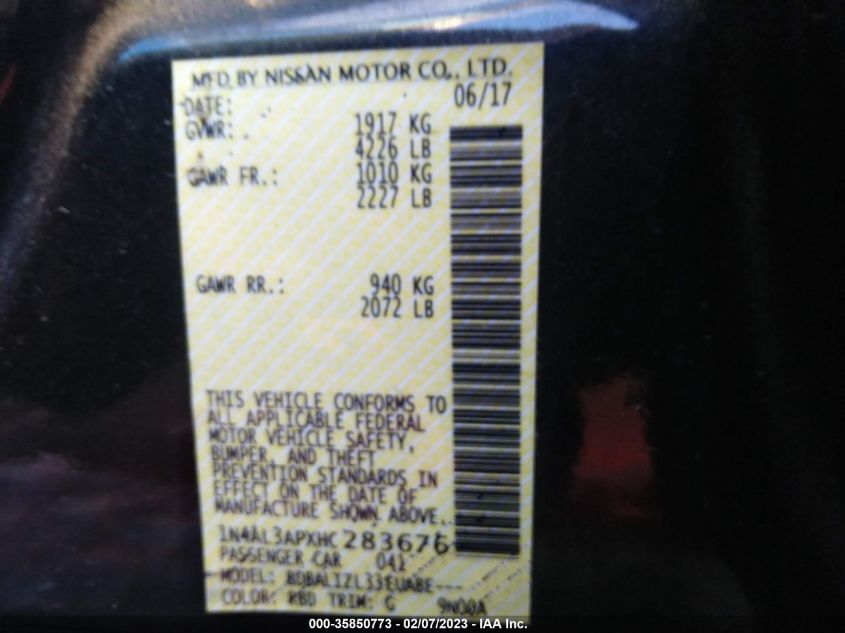 MFD BY NISSAN MOTOR CO., LTD.
DATE: 06/17
GVWR: 1917 KG
4226 LB
GAWR FR.: 1010 KG
2227 LB
GAWR RR.: 940 KG
2072 LB
THIS VEHICLE CONFORMS TO
ALL APPLICABLE FEDERAL
MOTOR VEHICLE SAFETY,
BUMPER, AND THEFT
PREVENTION STANDARDS IN
EFFECT ON THE DATE OF
MANUFACTURE SHOWN ABOVE.
1N4AL3APXHC283676
PASSENGER CAR 041
MODEL:
COLOR: KBD TRIM: G 9N00A
000-35850773 - 02/07/2023 - IAA Inc.